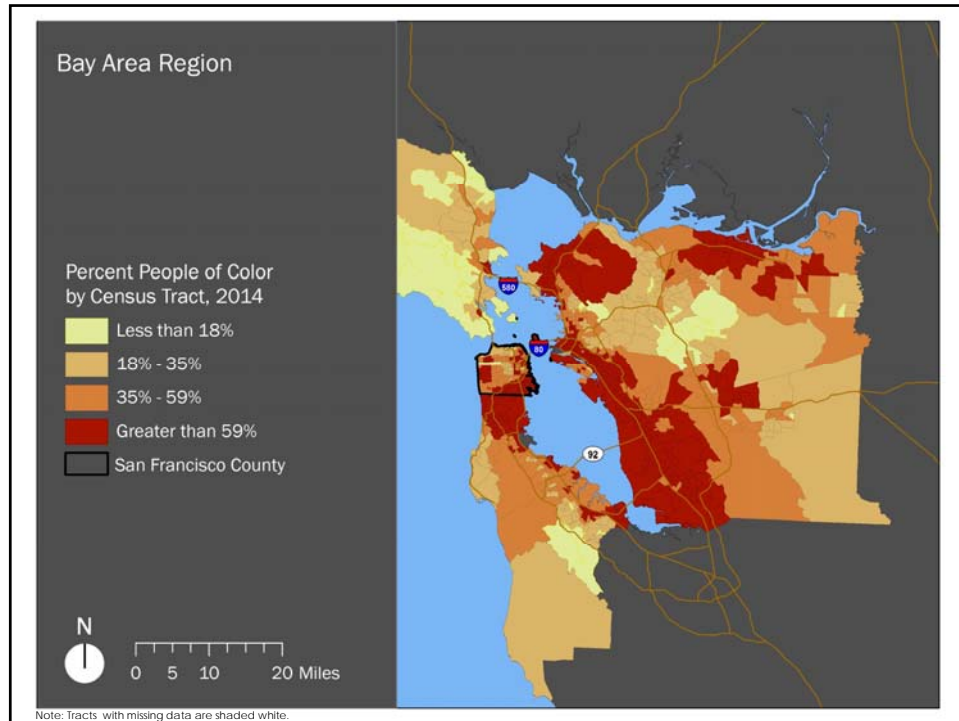 Bay Area Region
Percent People of Color
by Census Tract, 2014
Less than 18%
18% - 35%
35% - 59%
Greater than 59%
San Francisco County
N
0 5 10 20 Miles
580
80
92
Note: Tracts with missing data are shaded white.